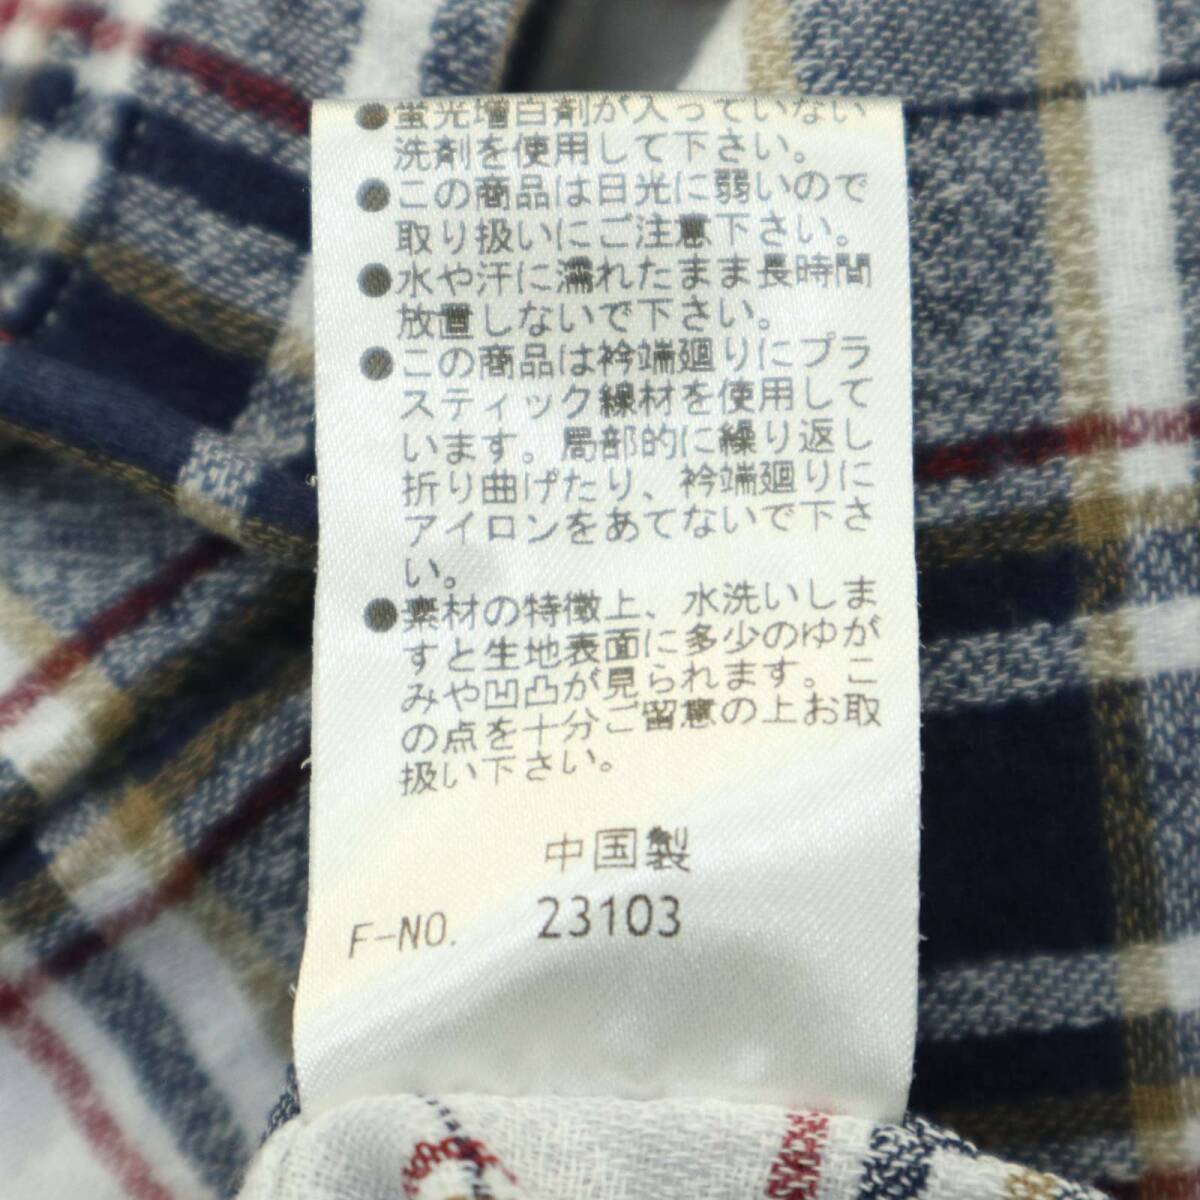 ●蛍光増白剤が入っていない
洗剤を使用して下さい。
●この商品は日光に弱いので
取り扱いにご注意下さい。
●水や汗に濡れたまま長時間
放置しないで下さい。
●この商品は衿端廻りにプラ
スティック線材を使用して
います。局部的に繰り返し
折り曲げたり、衿端廻りに
アイロンをあてないで下さ
い。
●素材の特徴上、水洗いしま
すと生地表面に多少のゆが
みや凹凸が見られます。こ
の点を十分ご留意の上お取
扱い下さい。
中国製
F-NO. 23103